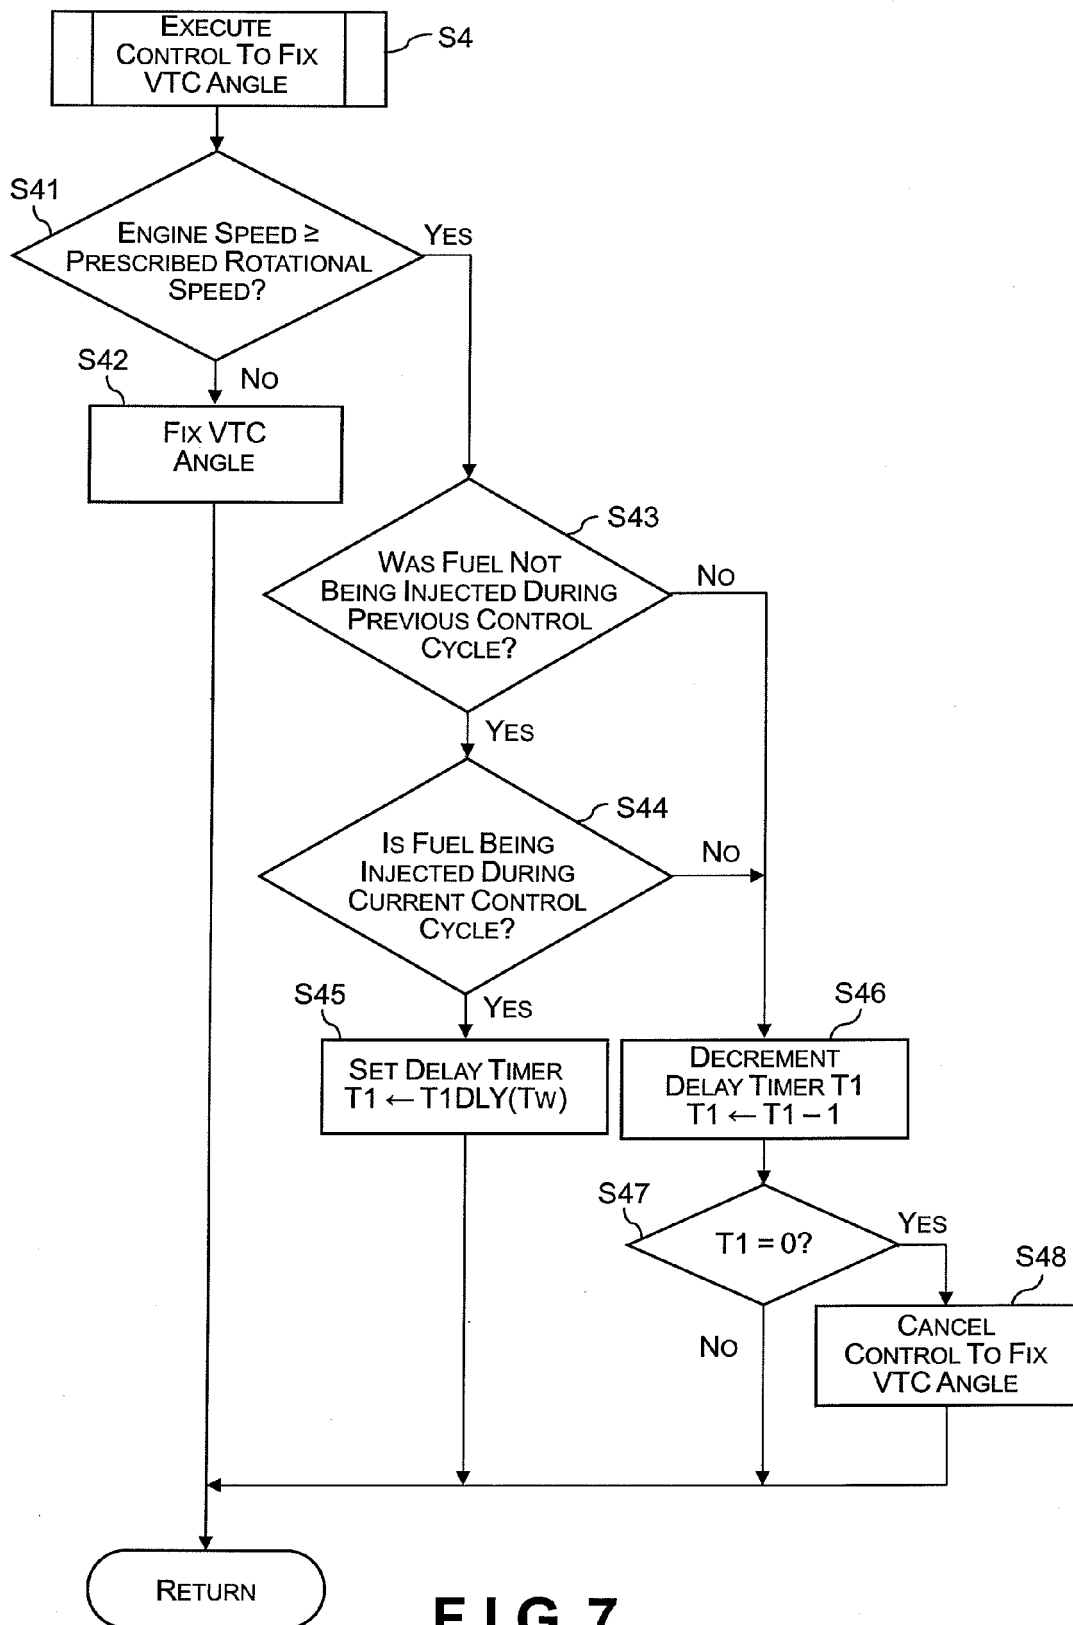 EXECUTE
CONTROL TO FIX
VTC ANGLE
S4
S41
ENGINE SPEED ≥
PRESCRIBED ROTATIONAL
SPEED?
YES
NO
S42
FIX VTC
ANGLE
S43
WAS FUEL NOT
BEING INJECTED DURING
PREVIOUS CONTROL
CYCLE?
NO
YES
S44
IS FUEL BEING
INJECTED DURING
CURRENT CONTROL
CYCLE?
NO
YES
S45
SET DELAY TIMER
T1 ← T1DLY(TW)
S46
DECREMENT
DELAY TIMER T1
T1 ← T1 – 1
S47
T1 = 0?
YES
NO
S48
CANCEL
CONTROL TO FIX
VTC ANGLE
RETURN
FIG. 7